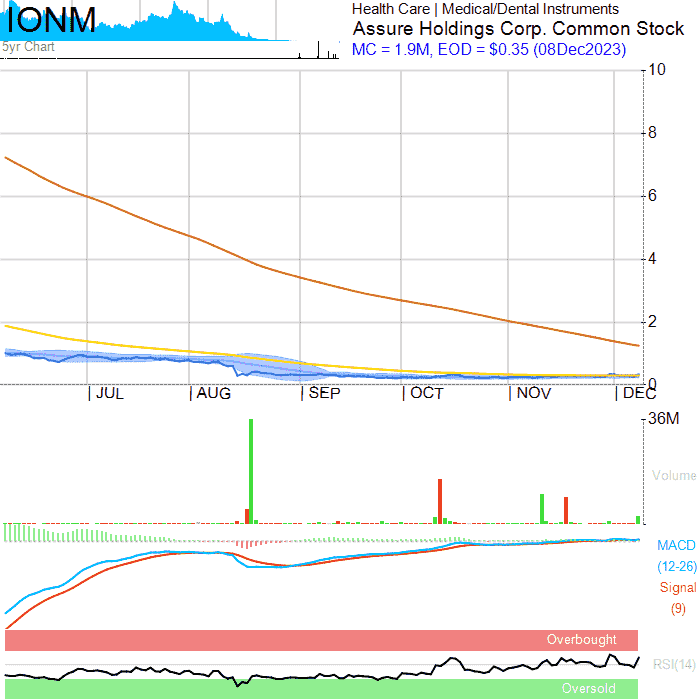 IONM
5yr Chart
Health Care | Medical/Dental Instruments
Assure Holdings Corp. Common Stock
MC = 1.9M, EOD = $0.35 (08Dec2023)
10
8
6
4
2
0
JUL
AUG
SEP
OCT
NOV
DEC
36M
Volume
MACD
(12-26)
Signal
(9)
Overbought
RSI(14)
Oversold